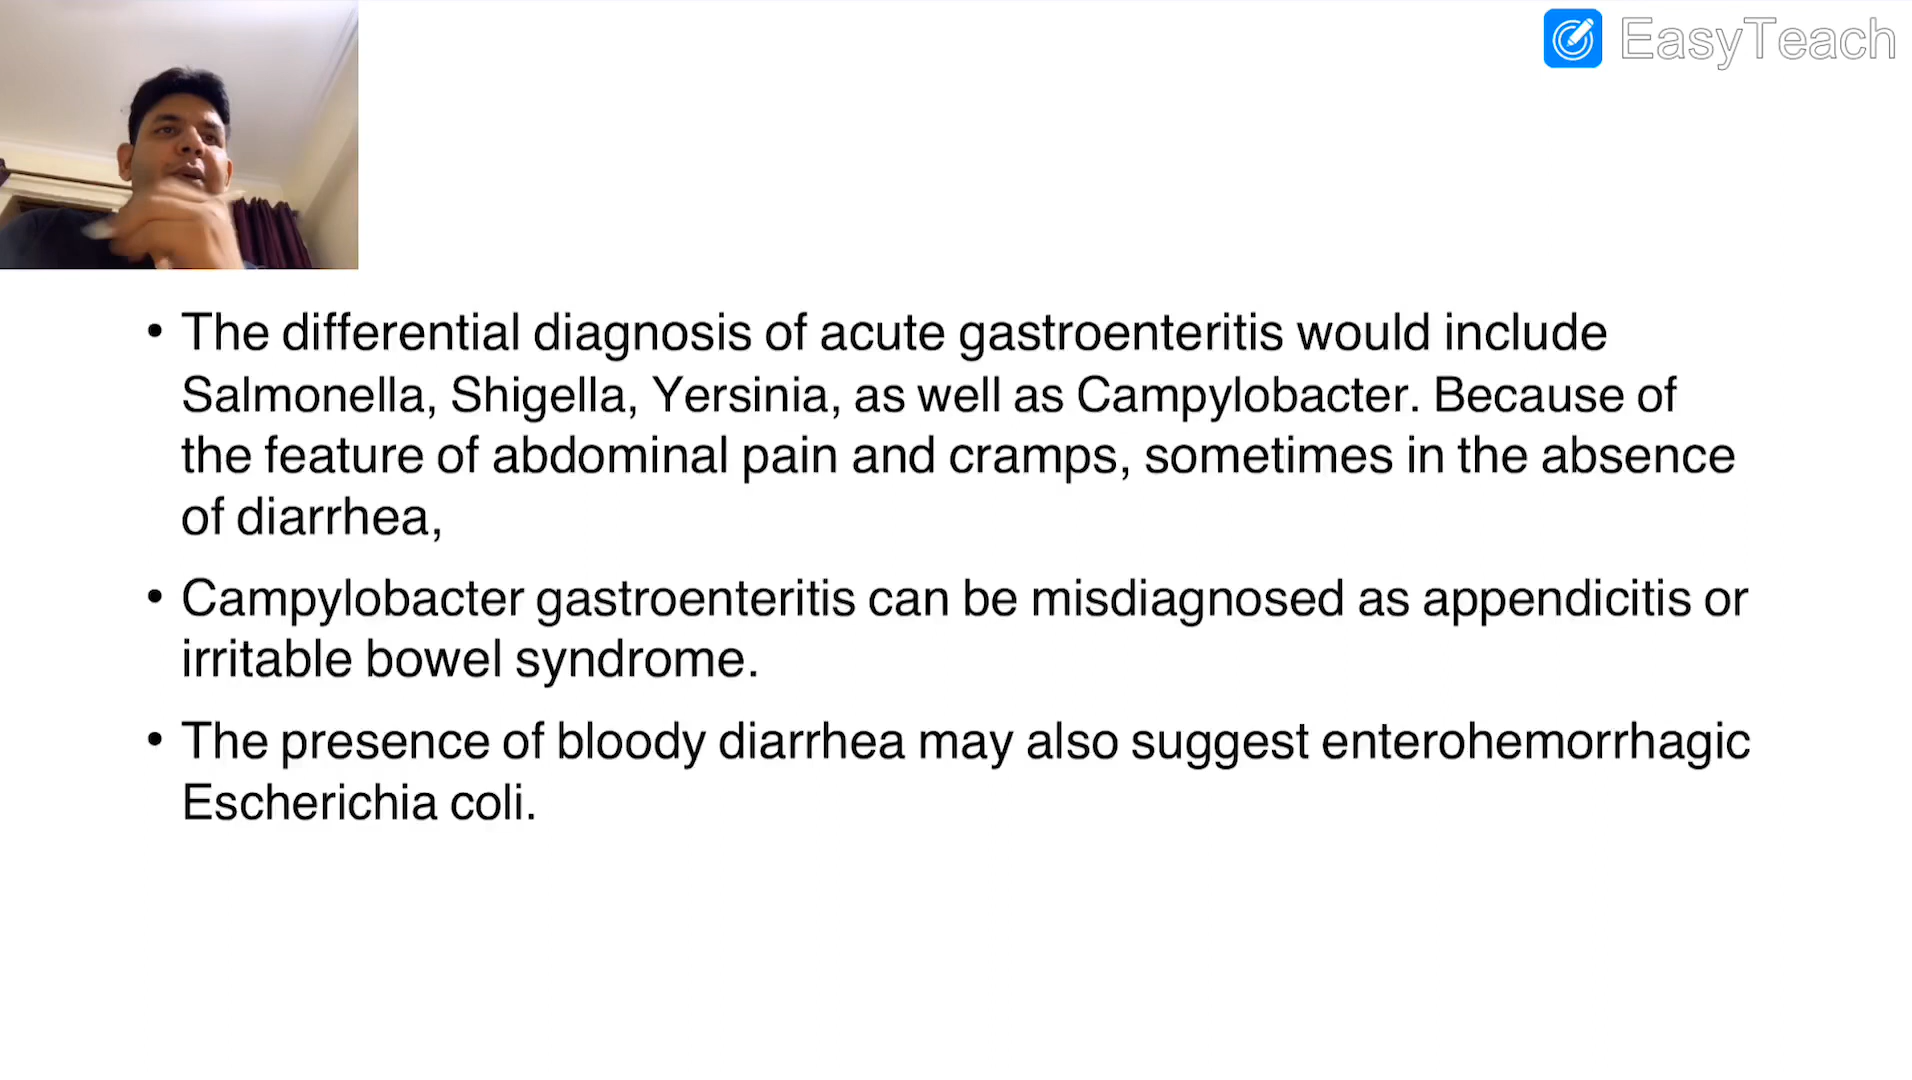 EasyTeach
• The differential diagnosis of acute gastroenteritis would include
Salmonella, Shigella, Yersinia, as well as Campylobacter. Because of
the feature of abdominal pain and cramps, sometimes in the absence
of diarrhea,
• Campylobacter gastroenteritis can be misdiagnosed as appendicitis or
irritable bowel syndrome.
• The presence of bloody diarrhea may also suggest enterohemorrhagic
Escherichia coli.